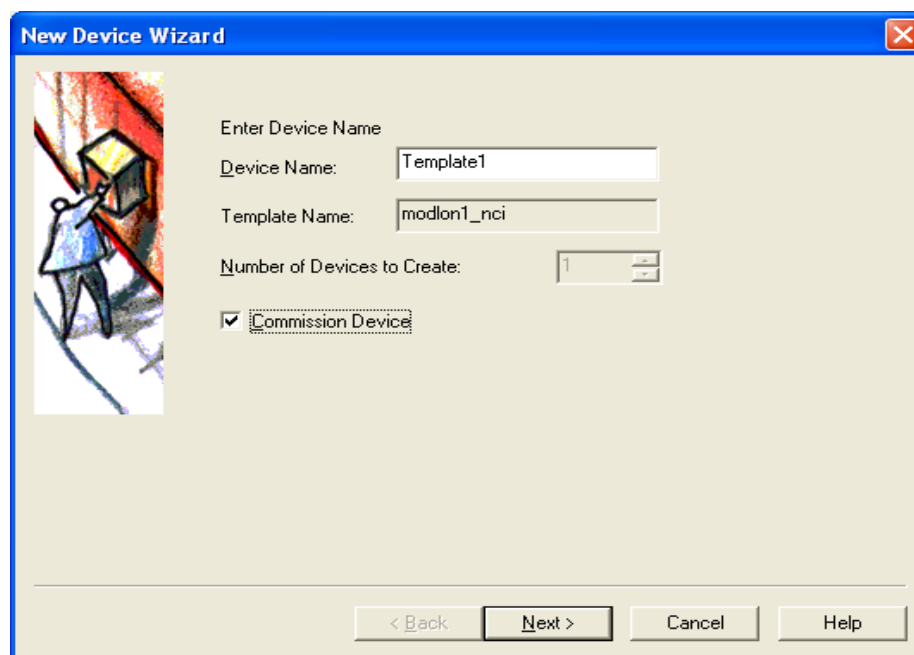 New Device Wizard
Enter Device Name
Device Name: Template1
Template Name: modlon1_nci
Number of Devices to Create: 1
Commission Device
< Back Next > Cancel Help